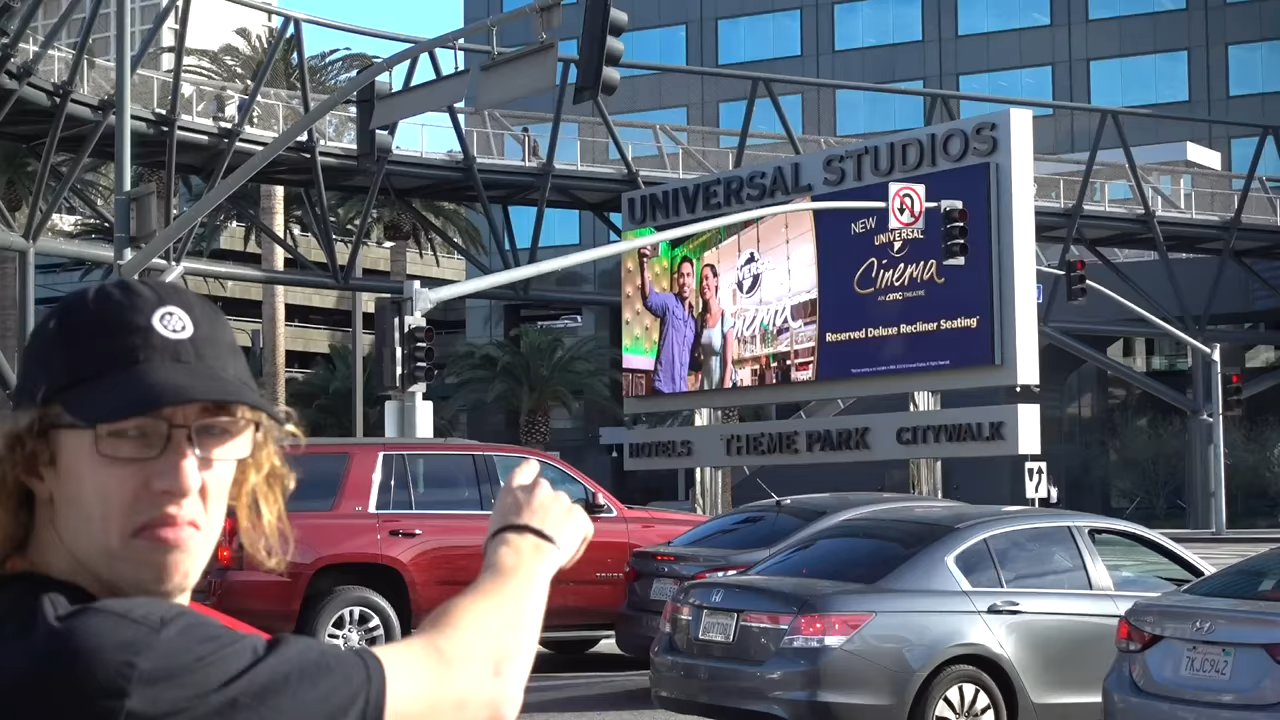 UNIVERSAL STUDIOS
NEW
UNIVERSAL
Cinema
AN amc THEATRE
Reserved Deluxe Recliner Seating*
HOTELS THEME PARK CITYWALK
7KJC942